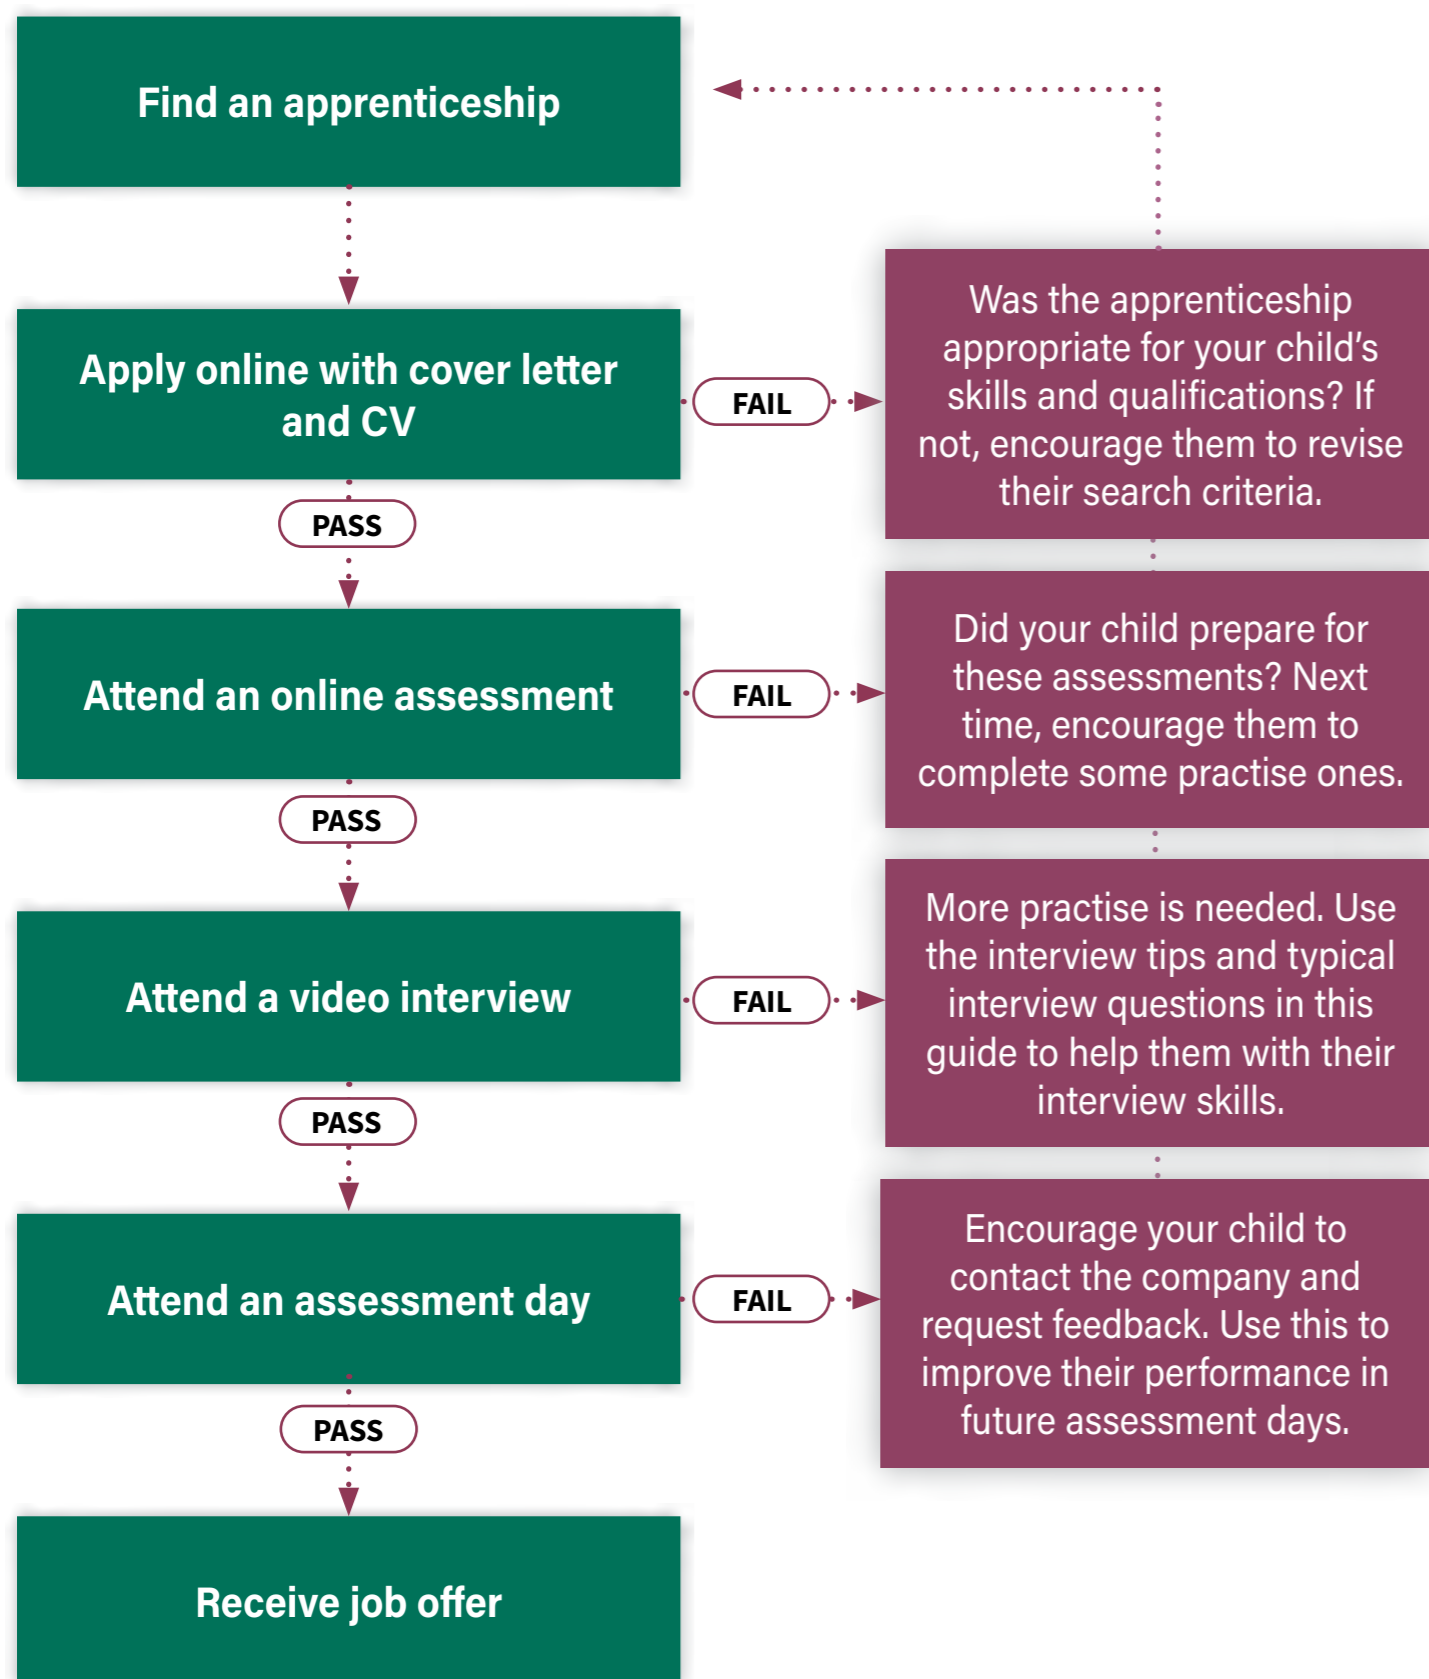 Find an apprenticeship
Apply online with cover letter
and CV
FAIL
Was the apprenticeship
appropriate for your child’s
skills and qualifications? If
not, encourage them to revise
their search criteria.
PASS
Attend an online assessment
FAIL
Did your child prepare for
these assessments? Next
time, encourage them to
complete some practise ones.
PASS
Attend a video interview
FAIL
More practise is needed. Use
the interview tips and typical
interview questions in this
guide to help them with their
interview skills.
PASS
Attend an assessment day
FAIL
Encourage your child to
contact the company and
request feedback. Use this to
improve their performance in
future assessment days.
PASS
Receive job offer